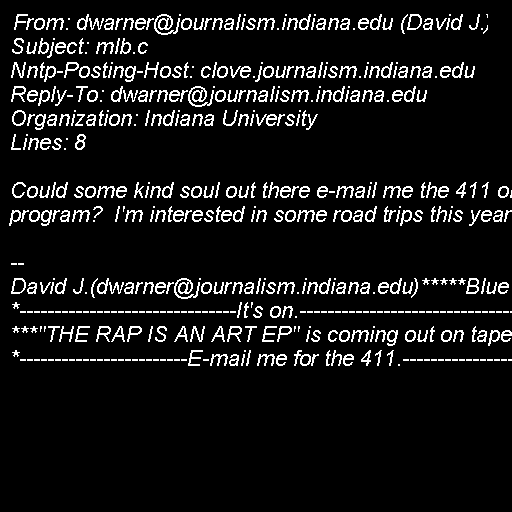 From: dwarner@journalism.indiana.edu (David J.)
Subject: mlb.c
Nntp-Posting-Host: clove.journalism.indiana.edu
Reply-To: dwarner@journalism.indiana.edu
Organization: Indiana University
Lines: 8

Could some kind soul out there e-mail me the 411 o
program?  I'm interested in some road trips this year

--
David J.(dwarner@journalism.indiana.edu)*****Blue
*-------------------------------It's on.-------------------------------
***"THE RAP IS AN ART EP" is coming out on tape
*------------------------E-mail me for the 411.----------------